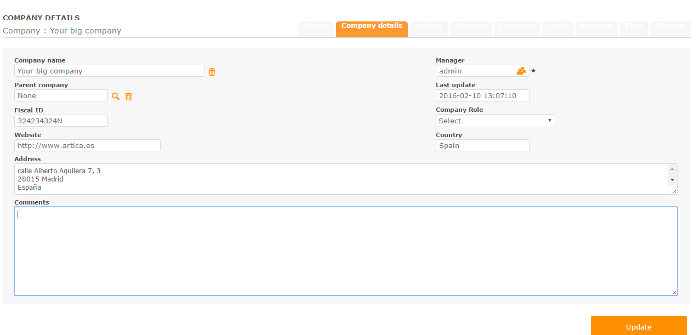 COMPANY DETAILS
Company : Your big company
Company details
Company name
Your big company
Manager
admin
*
Parent company
None
Last update
2016-02-10 13:07:10
Fiscal ID
324234324N
Company Role
Select
Website
http://www.artica.es
Country
Spain
Address
calle Alberto Aguilera 7, 3
28015 Madrid
España
Comments
Update